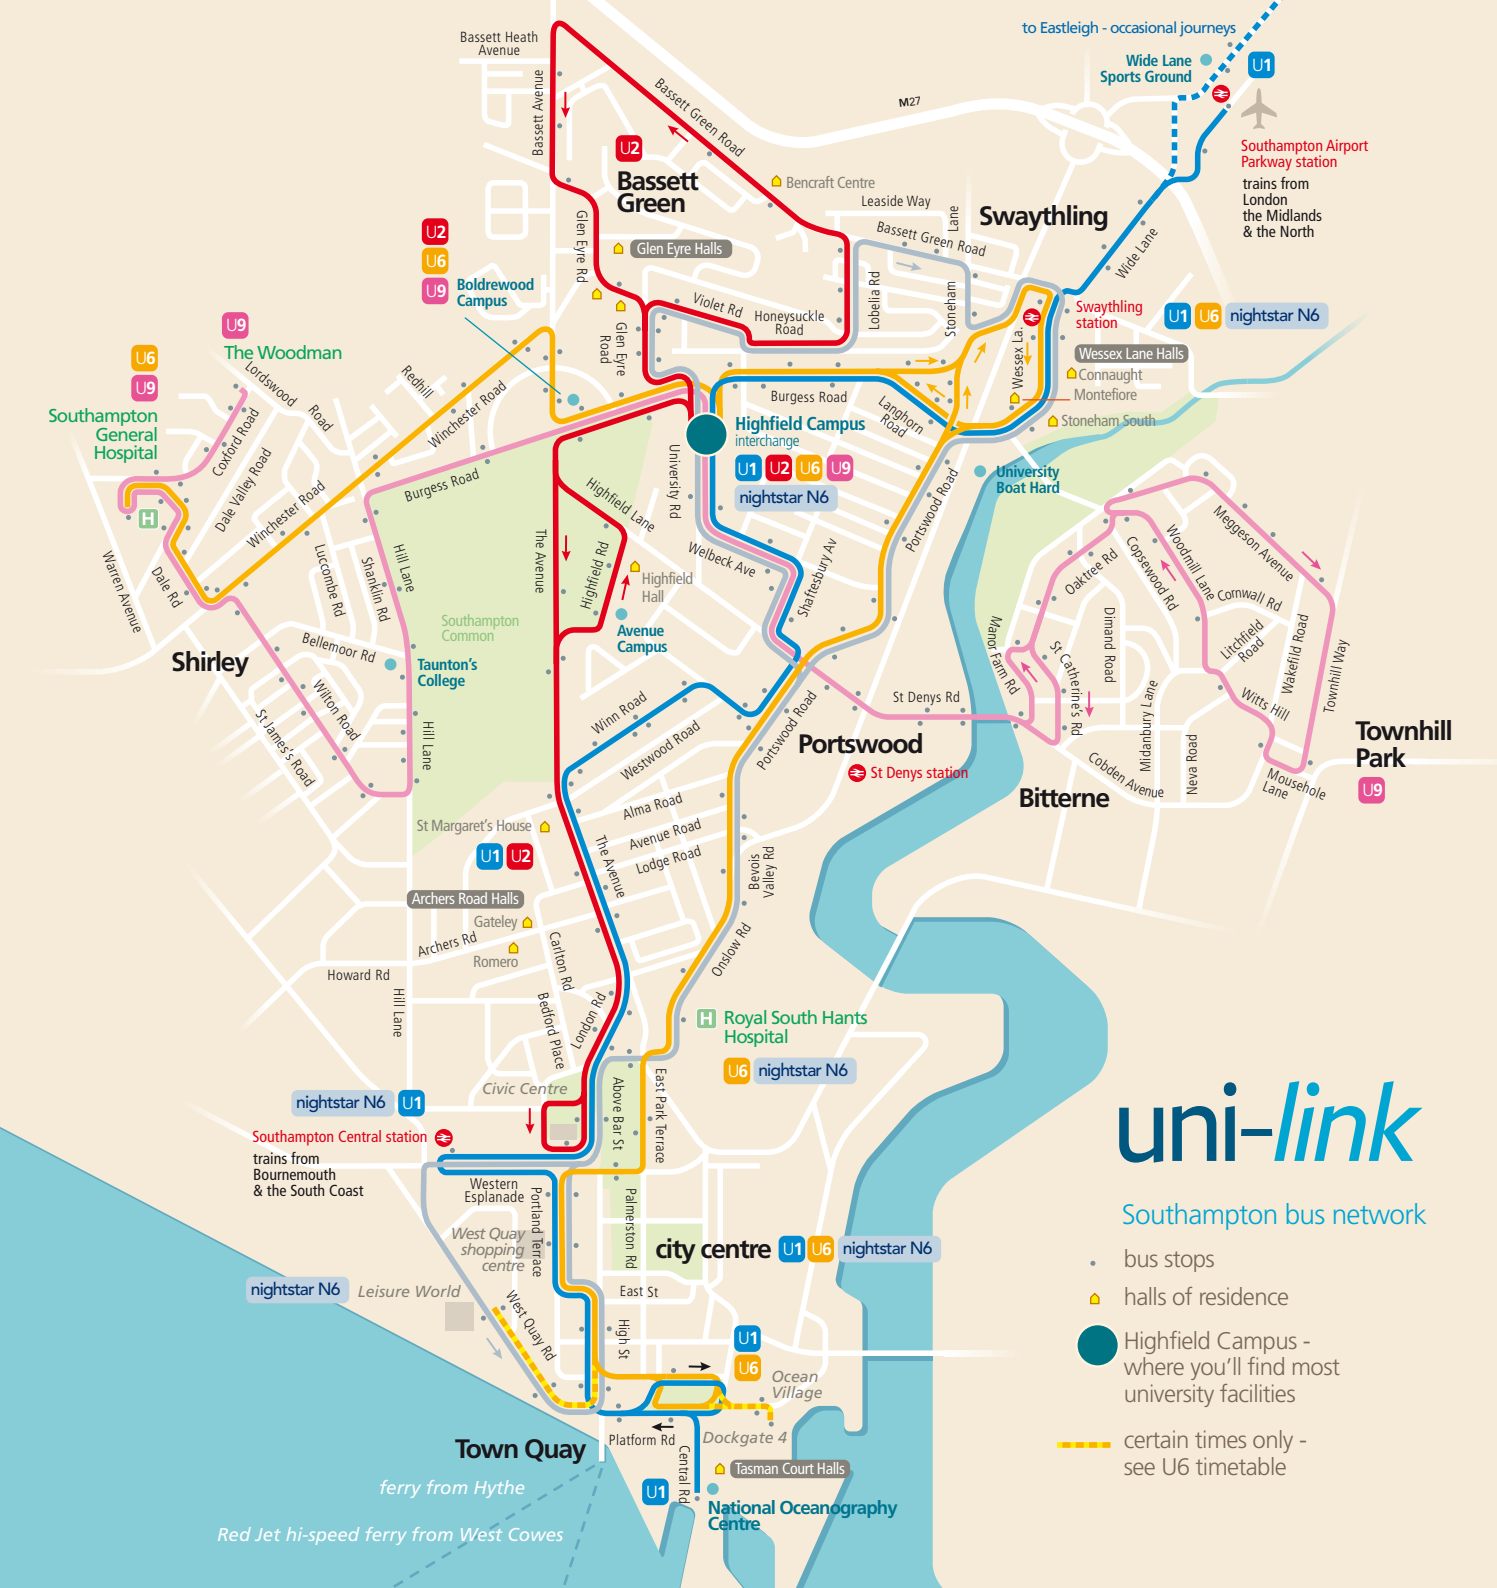 to Eastleigh - occasional journeys
Wide Lane
Sports Ground
U1
Bassett Heath
Avenue
Bassett Avenue
Bassett Green Road
M27
Southampton Airport
Parkway station
trains from
London
the Midlands
& the North
U2
Bassett
Green
Bencraft Centre
Leaside Way
Lane
Bassett Green Road
Swaythling
Wide Lane
U2
U6
U9
Glen Eyre Rd
Glen Eyre Halls
Boldrewood
Campus
Violet Rd
Honeysuckle
Road
Lobelia Rd
Stoneham
Swaythling
station
U1 U6 nightstar N6
U9
The Woodman
Glen Eyre
Road
Wessex La.
Wessex Lane Halls
Connaught
Montefiore
Stoneham South
U6
U9
Southampton
General
Hospital
Lordswood
Road
Redhill
Winchester Road
Burgess Road
Langhorn
Road
Highfield Campus
interchange
U1 U2 U6 U9
nightstar N6
Coxford Road
Dale Valley Road
Winchester Road
Burgess Road
University Rd
Highfield Lane
University
Boat Hard
Portswood Road
H
Warren Avenue
Dale Rd
Luccombe Rd
Shanklin Rd
Hill Lane
The Avenue
Highfield Rd
Welbeck Ave
Shaftesbury Av
Highfield
Hall
Meggeson Avenue
Woodmill Lane
Copsewood Rd
Oaktree Rd
Cornwall Rd
Southampton
Common
Avenue
Campus
Manor Farm Rd
Dimand Road
Litchfield
Road
Wakefild Road
Townhill Way
Bellemoor Rd
Shirley
Taunton's
College
Wilton Road
St James's Road
Hill Lane
St Catherine's Rd
Midanbury Lane
Witts Hill
Winn Road
Westwood Road
Portswood Road
St Denys Rd
Portswood
St Denys station
Neva Road
Cobden Avenue
Bitterne
Mousehole
Lane
Townhill
Park
U9
Alma Road
Avenue Road
Lodge Road
St Margaret's House
U1 U2
The Avenue
Bevois
Valley Rd
Archers Road Halls
Gateley
Archers Rd
Romero
Howard Rd
Hill Lane
Carlton Rd
Bedford Place
London Rd
Onslow Rd
H
Royal South Hants
Hospital
U6 nightstar N6
Civic Centre
Above Bar St
East Park Terrace
nightstar N6 U1
Southampton Central station
trains from
Bournemouth
& the South Coast
Western
Esplanade
Portland Terrace
Palmerston Rd
West Quay
shopping
centre
city centre U1 U6 nightstar N6
nightstar N6
Leisure World
East St
West Quay Rd
High St
U1
U6
Ocean
Village
Town Quay
Platform Rd
Dockgate 4
Central Rd
Tasman Court Halls
U1
National Oceanography
Centre
ferry from Hythe
Red Jet hi-speed ferry from West Cowes
uni-link
Southampton bus network
bus stops
halls of residence
Highfield Campus -
where you'll find most
university facilities
certain times only -
see U6 timetable